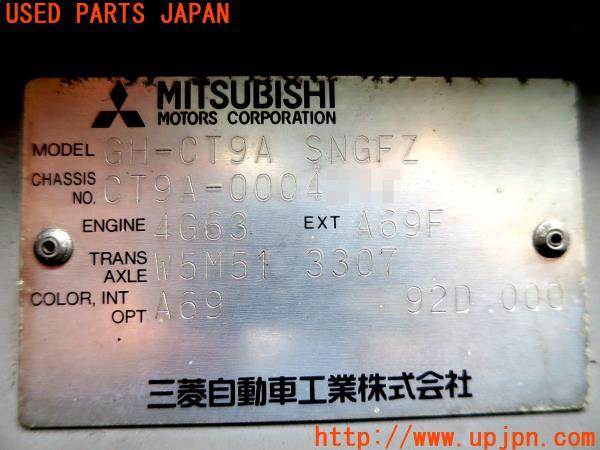 USED PARTS JAPAN
MITSUBISHI
MOTORS CORPORATION
MODEL GH-CT9A SNGFZ
CHASSIS NO. CT9A-0004
ENGINE 4G63 EXT A69F
TRANS AXLE W5M51 3307
COLOR, INT OPT A69 92D 000
三菱自動車工業株式会社
http://www.upjpn.com/